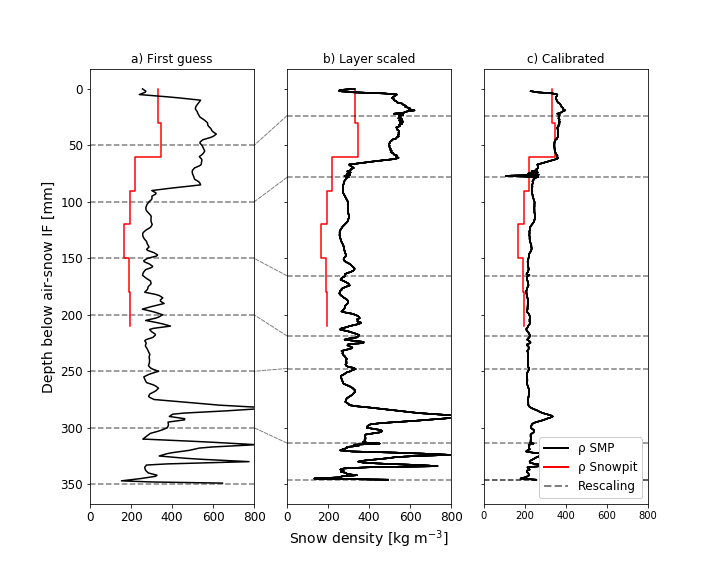 a) First guess
b) Layer scaled
c) Calibrated
Depth below air-snow IF [mm]
0
50
100
150
200
250
300
350
0 200 400 600 800
0 200 400 600 800
0 200 400 600 800
Snow density [kg m⁻³]
ρ SMP
ρ Snowpit
Rescaling